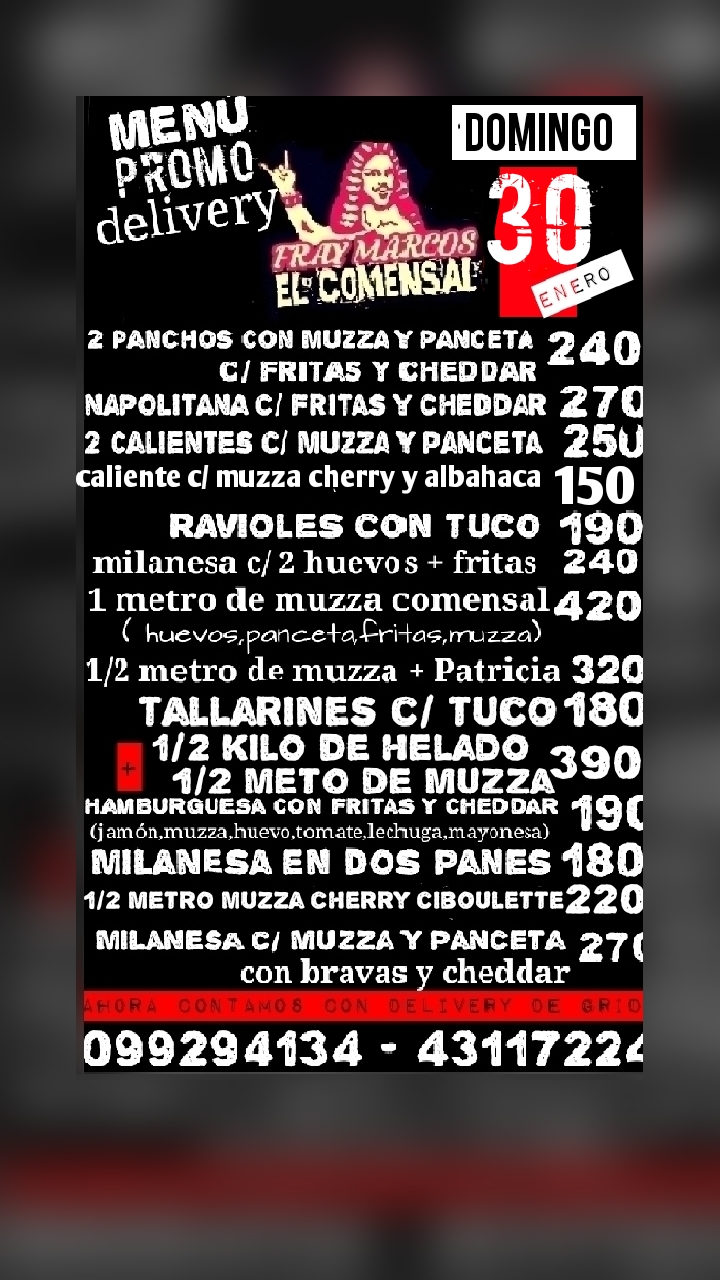 MENU
PROMO
delivery
DOMINGO
30
ENERO
FRAY MARCOS
EL COMENSAL
2 PANCHOS CON MUZZA Y PANCETA 240
C/ FRITAS Y CHEDDAR
NAPOLITANA C/ FRITAS Y CHEDDAR 270
2 CALIENTES C/ MUZZA Y PANCETA 250
caliente c/ muzza cherry y albahaca 150
RAVIOLES CON TUCO 190
milanesa c/ 2 huevos + fritas 240
1 metro de muzza comensal 420
( huevos,panceta,fritas,muzza)
1/2 metro de muzza + Patricia 320
TALLARINES C/ TUCO 180
1/2 KILO DE HELADO 390
+ 1/2 METO DE MUZZA
HAMBURGUESA CON FRITAS Y CHEDDAR 190
(jamón,muzza,huevo,tomate,lechuga,mayonesa)
MILANESA EN DOS PANES 180
1/2 METRO MUZZA CHERRY CIBOULETTE 220
MILANESA C/ MUZZA Y PANCETA 270
con bravas y cheddar
AHORA CONTAMOS CON DELIVERY DE GRID
099294134 - 43117224